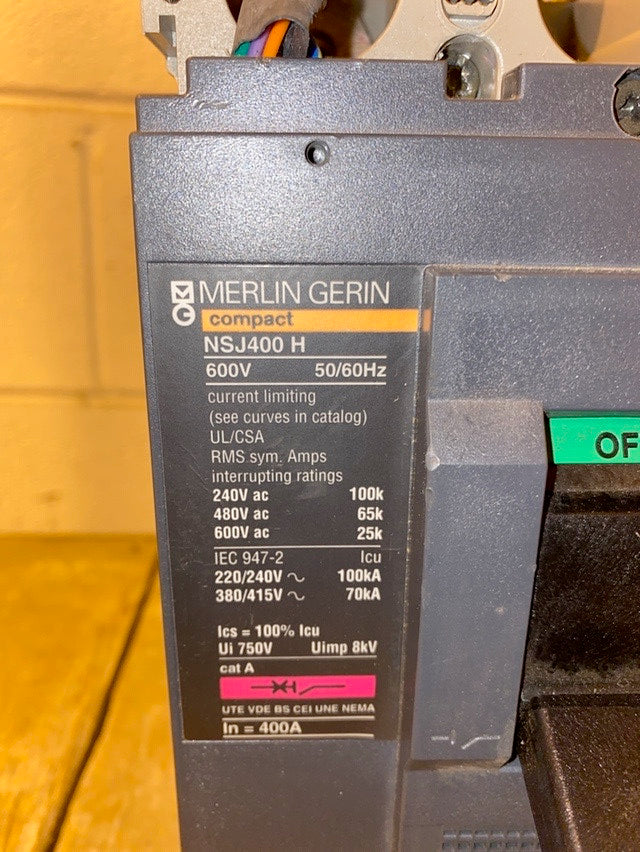 MERLIN GERIN
compact
NSJ400 H
600V 50/60Hz
current limiting
(see curves in catalog)
UL/CSA
RMS sym. Amps
interrupting ratings
240V ac 100k
480V ac 65k
600V ac 25k
IEC 947-2 Icu
220/240V ~ 100kA
380/415V ~ 70kA
Ics = 100% Icu
Ui 750V Uimp 8kV
cat A
UTE VDE BS CEI UNE NEMA
In = 400A
OF